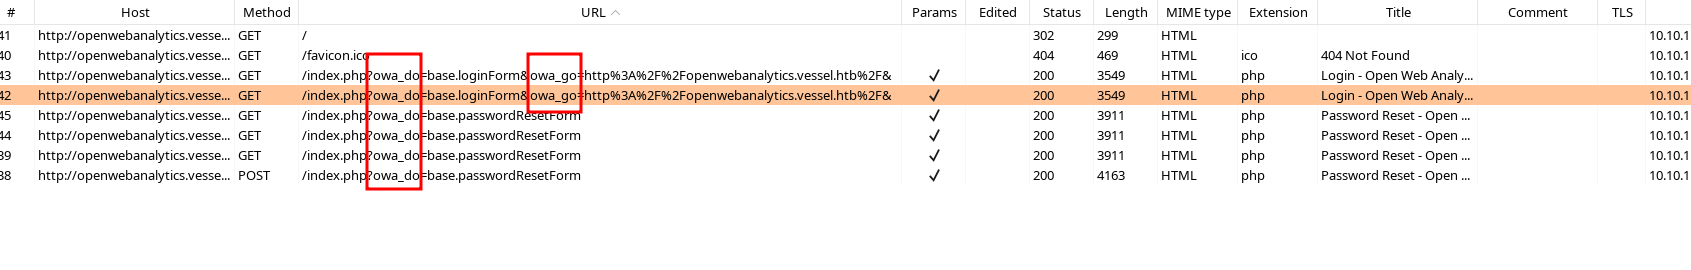 # Host Method URL Params Edited Status Length MIME type Extension Title Comment TLS
41 http://openwebanalytics.vesse... GET / 302 299 HTML 10.10.1
40 http://openwebanalytics.vesse... GET /favicon.ico 404 469 HTML ico 404 Not Found 10.10.1
43 http://openwebanalytics.vesse... GET /index.php?owa_do=base.loginForm&owa_go=http%3A%2F%2Fopenwebanalytics.vessel.htb%2F& ✓ 200 3549 HTML php Login - Open Web Analy... 10.10.1
42 http://openwebanalytics.vesse... GET /index.php?owa_do=base.loginForm&owa_go=http%3A%2F%2Fopenwebanalytics.vessel.htb%2F& ✓ 200 3549 HTML php Login - Open Web Analy... 10.10.1
45 http://openwebanalytics.vesse... GET /index.php?owa_do=base.passwordResetForm ✓ 200 3911 HTML php Password Reset - Open ... 10.10.1
44 http://openwebanalytics.vesse... GET /index.php?owa_do=base.passwordResetForm ✓ 200 3911 HTML php Password Reset - Open ... 10.10.1
39 http://openwebanalytics.vesse... GET /index.php?owa_do=base.passwordResetForm ✓ 200 3911 HTML php Password Reset - Open ... 10.10.1
38 http://openwebanalytics.vesse... POST /index.php?owa_do=base.passwordResetForm ✓ 200 4163 HTML php Password Reset - Open ... 10.10.1